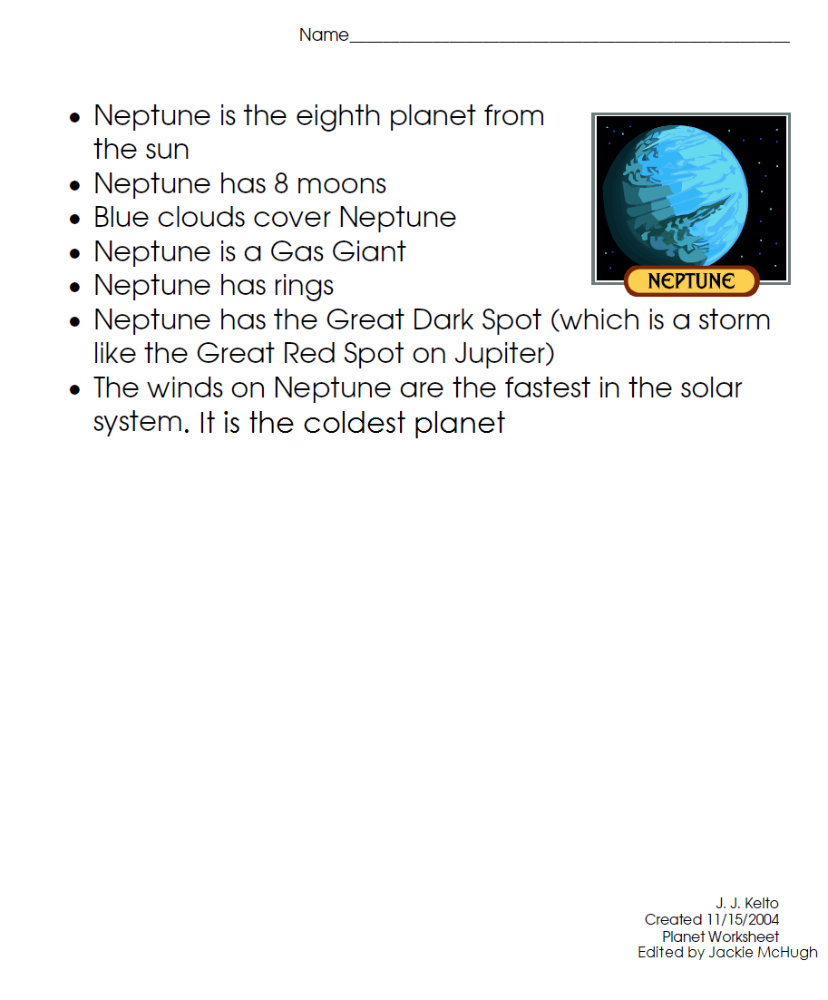 Name____________________________________________________
• Neptune is the eighth planet from
the sun
• Neptune has 8 moons
• Blue clouds cover Neptune
• Neptune is a Gas Giant
• Neptune has rings
NEPTUNE
• Neptune has the Great Dark Spot (which is a storm
like the Great Red Spot on Jupiter)
• The winds on Neptune are the fastest in the solar
system. It is the coldest planet
J. J. Kelto
Created 11/15/2004
Planet Worksheet
Edited by Jackie McHugh